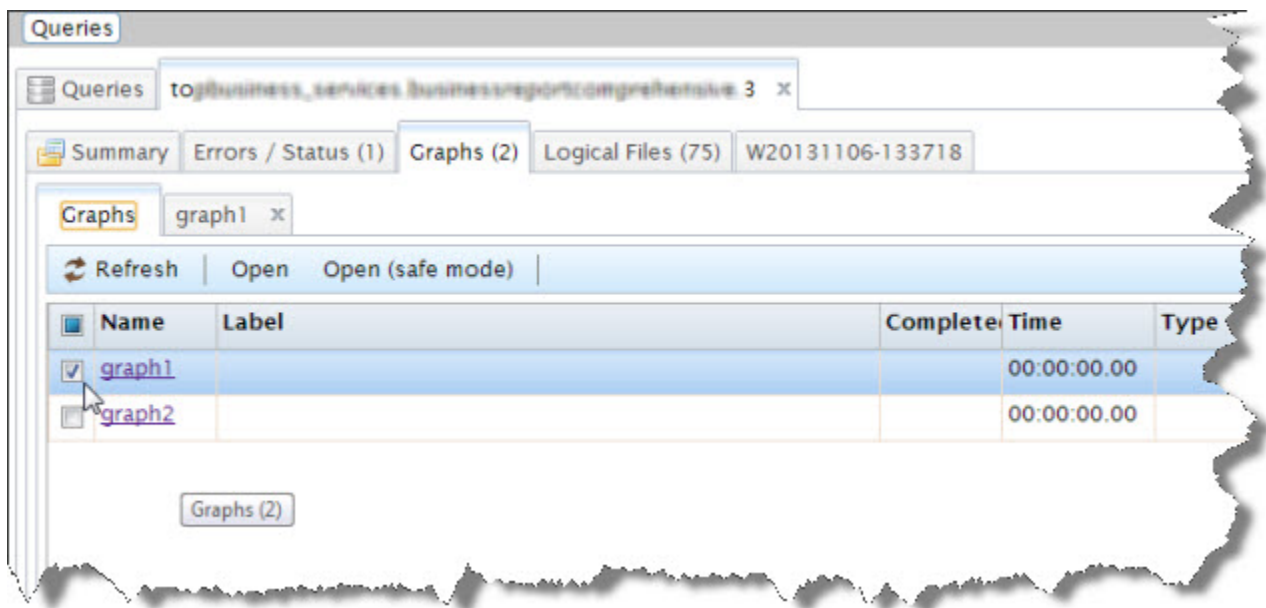 Queries
Queries to 3 x
Summary Errors / Status (1) Graphs (2) Logical Files (75) W20131106-133718
Graphs graph1 x
Refresh Open Open (safe mode)
Name Label Complete Time Type
graph1 00:00:00.00
graph2 00:00:00.00
Graphs (2)